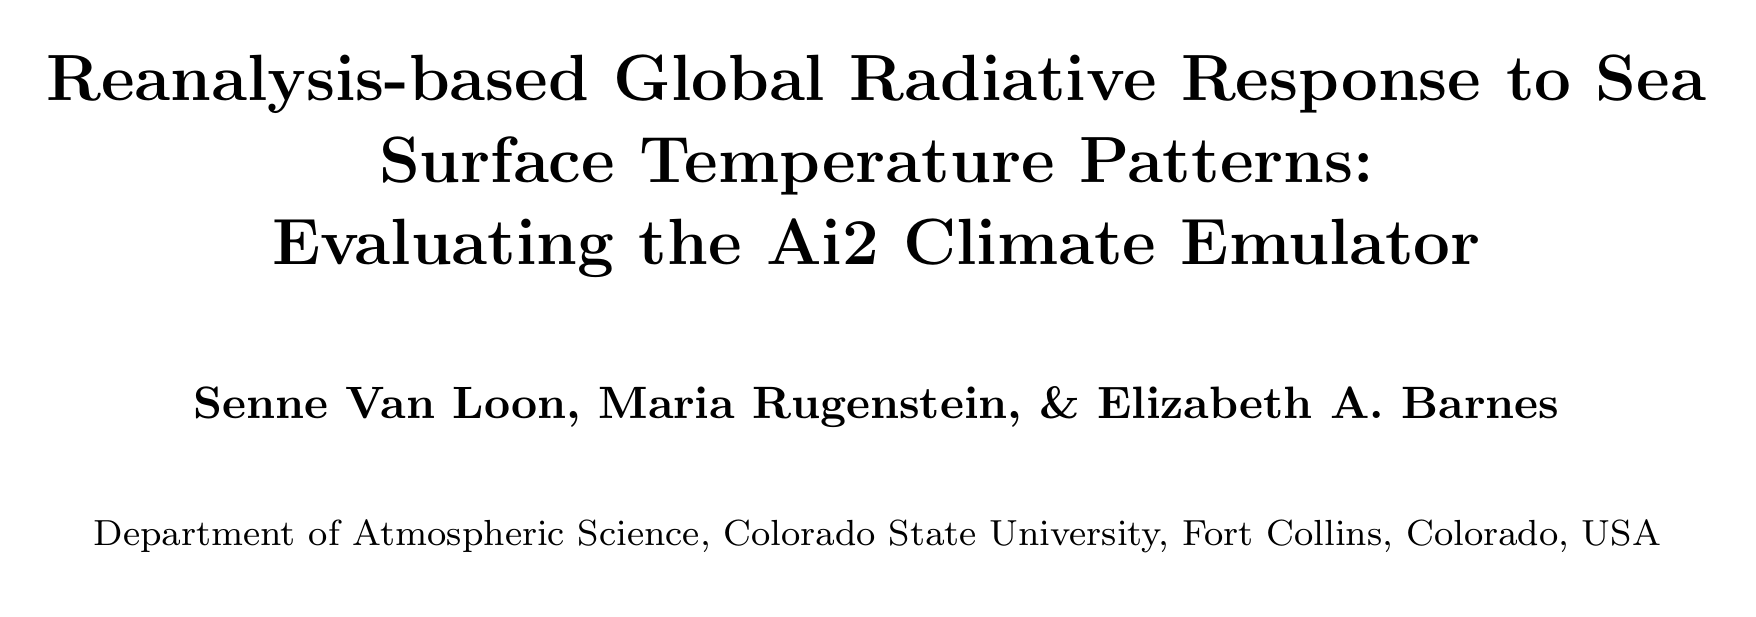 Reanalysis-based Global Radiative Response to Sea
Surface Temperature Patterns:
Evaluating the Ai2 Climate Emulator
Senne Van Loon, Maria Rugenstein, & Elizabeth A. Barnes
Department of Atmospheric Science, Colorado State University, Fort Collins, Colorado, USA